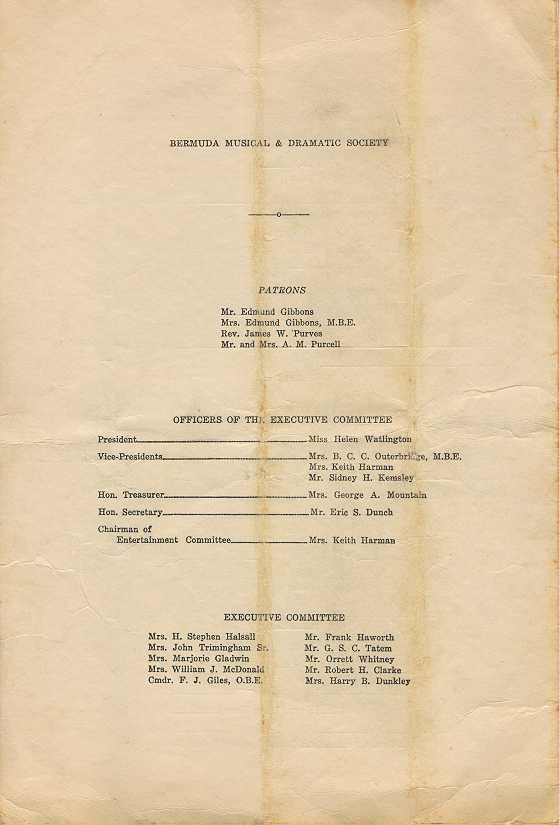 BERMUDA MUSICAL & DRAMATIC SOCIETY
PATRONS
Mr. Edmund Gibbons
Mrs. Edmund Gibbons, M.B.E.
Rev. James W. Purves
Mr. and Mrs. A. M. Purcell
OFFICERS OF THE EXECUTIVE COMMITTEE
President Miss Helen Watlington
Vice-Presidents Mrs. B. C. C. Outerbridge, M.B.E.
Mrs. Keith Harman
Mr. Sidney H. Kemsley
Hon. Treasurer Mrs. George A. Mountain
Hon. Secretary Mr. Eric S. Dunch
Chairman of
Entertainment Committee Mrs. Keith Harman
EXECUTIVE COMMITTEE
Mrs. H. Stephen Halsall Mr. Frank Haworth
Mrs. John Trimingham Sr. Mr. G. S. C. Tatem
Mrs. Marjorie Gladwin Mr. Orrett Whitney
Mrs. William J. McDonald Mr. Robert H. Clarke
Cmdr. F. J. Giles, O.B.E. Mrs. Harry B. Dunkley